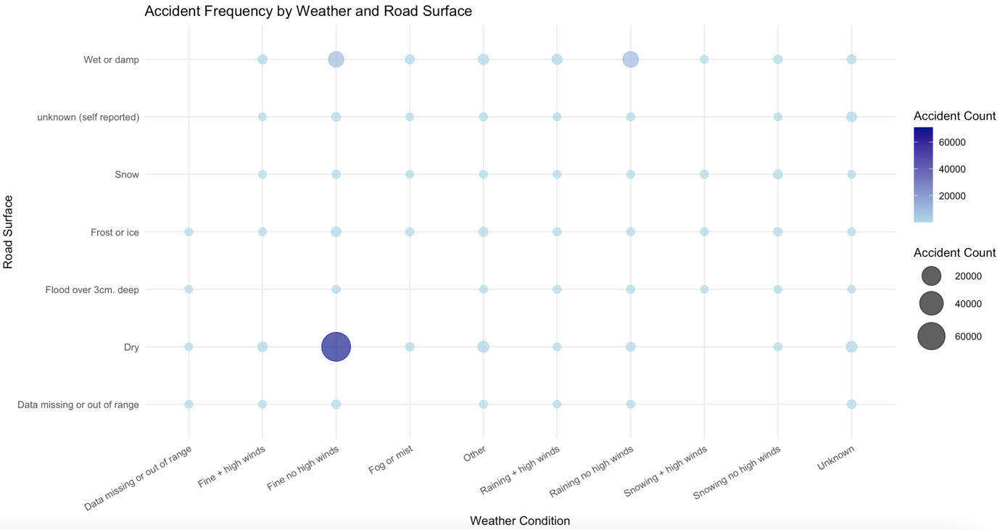 Accident Frequency by Weather and Road Surface
Road Surface
Wet or damp
unknown (self reported)
Snow
Frost or ice
Flood over 3cm. deep
Dry
Data missing or out of range
Data missing or out of range
Fine + high winds
Fine no high winds
Fog or mist
Other
Raining + high winds
Raining no high winds
Snowing + high winds
Snowing no high winds
Unknown
Weather Condition
Accident Count
60000
40000
20000
Accident Count
20000
40000
60000